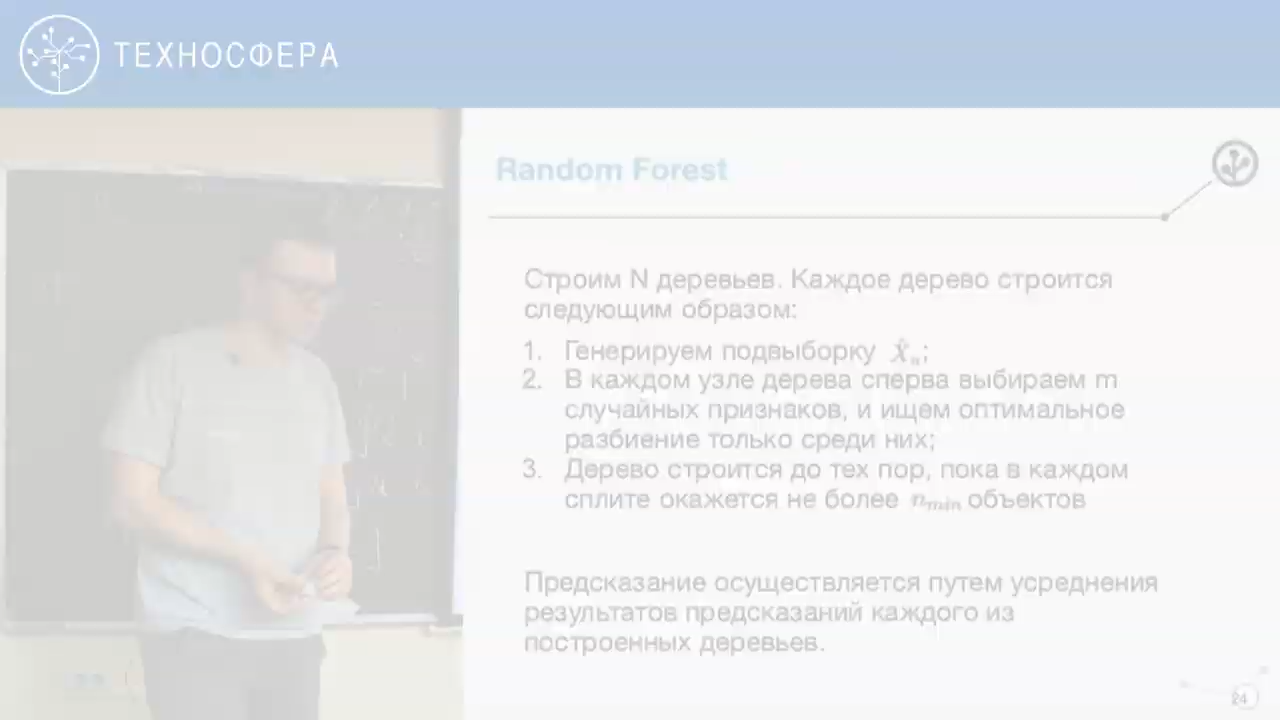 ТЕХНОСФЕРА
Random Forest
Строим N деревьев. Каждое дерево строится
следующим образом:
1. Генерируем подвыборку X̂ₙ;
2. В каждом узле дерева сперва выбираем m
случайных признаков, и ищем оптимальное
разбиение только среди них;
3. Дерево строится до тех пор, пока в каждом
сплите окажется не более n_min объектов
Предсказание осуществляется путем усреднения
результатов предсказаний каждого из
построенных деревьев.
24